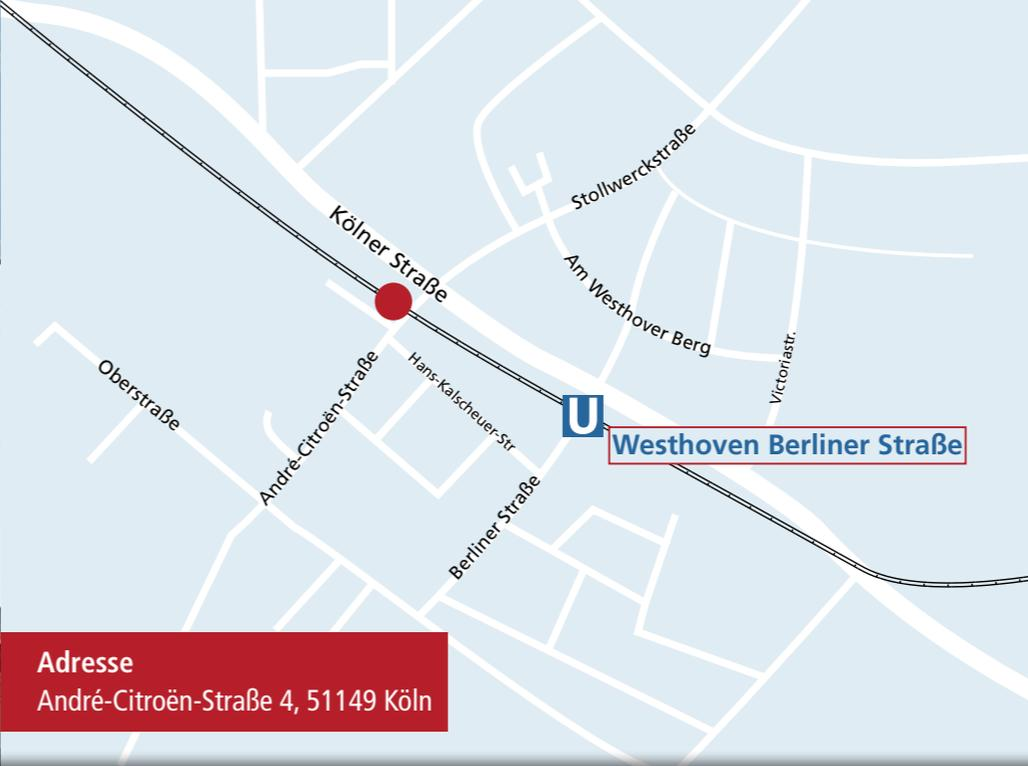 Stollwerckstraße
Kölner Straße
Am Westhover Berg
Victoriastr.
Oberstraße
André-Citroën-Straße
Hans-Kalscheuer-Str
U
Westhoven Berliner Straße
Berliner Straße
Adresse
André-Citroën-Straße 4, 51149 Köln